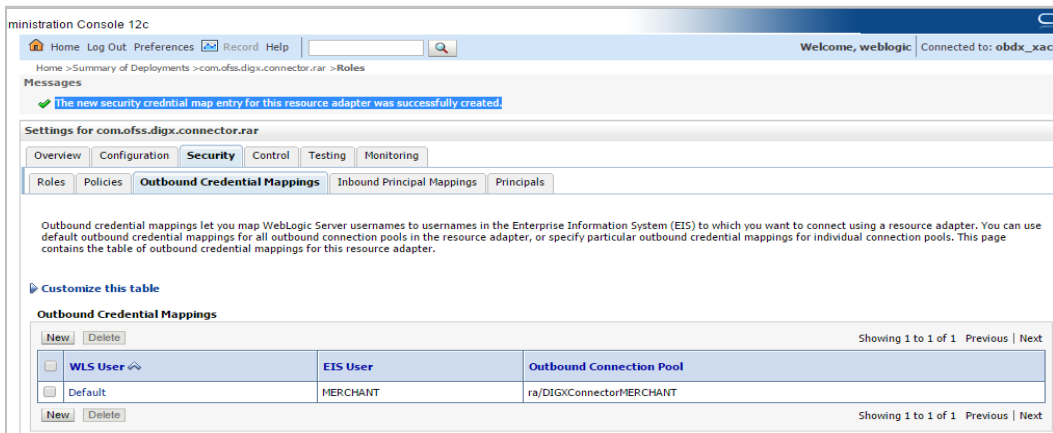 ministration Console 12c
Home Log Out Preferences Record Help
Welcome, weblogic Connected to: obdx_xac
Home >Summary of Deployments >com.ofss.digx.connector.rar >Roles
Messages
The new security credntial map entry for this resource adapter was successfully created.
Settings for com.ofss.digx.connector.rar
Overview Configuration Security Control Testing Monitoring
Roles Policies Outbound Credential Mappings Inbound Principal Mappings Principals
Outbound credential mappings let you map WebLogic Server usernames to usernames in the Enterprise Information System (EIS) to which you want to connect using a resource adapter. You can use
default outbound credential mappings for all outbound connection pools in the resource adapter, or specify particular outbound credential mappings for individual connection pools. This page
contains the table of outbound credential mappings for this resource adapter.
Customize this table
Outbound Credential Mappings
New Delete
Showing 1 to 1 of 1 Previous | Next
WLS User EIS User Outbound Connection Pool
Default MERCHANT ra/DIGXConnectorMERCHANT
New Delete
Showing 1 to 1 of 1 Previous | Next